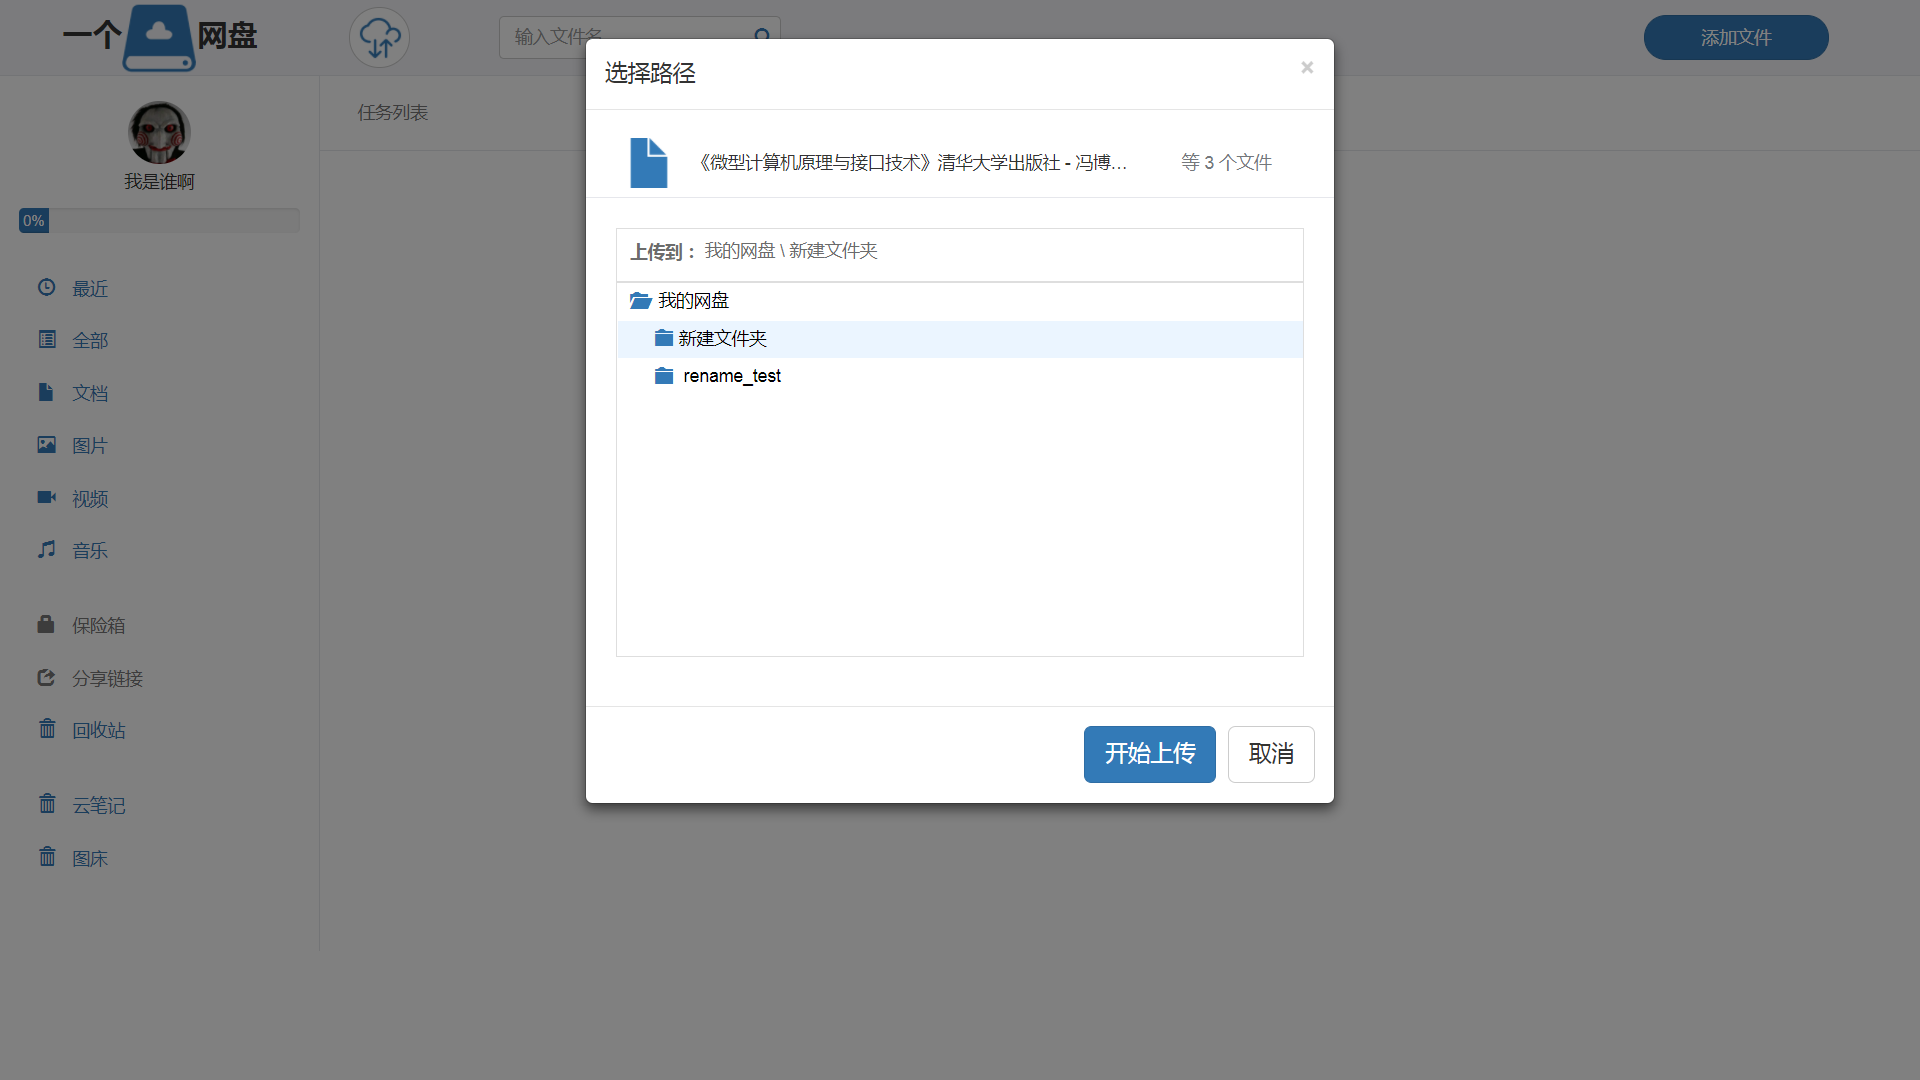 一个网盘
输入文件名
添加文件
我是谁啊
0%
最近
全部
文档
图片
视频
音乐
保险箱
分享链接
回收站
云笔记
图床
任务列表
选择路径
×
《微型计算机原理与接口技术》清华大学出版社 - 冯博... 等 3 个文件
上传到： 我的网盘 \ 新建文件夹
我的网盘
新建文件夹
rename_test
开始上传 取消